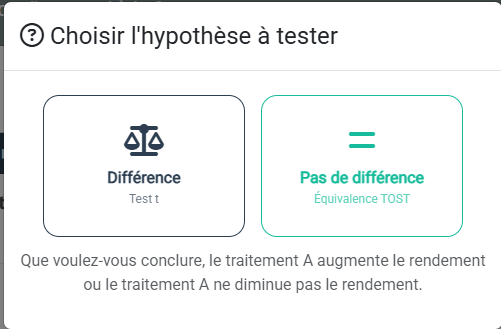 Choisir l'hypothèse à tester
Différence
Test t
Pas de différence
Équivalence TOST
Que voulez-vous conclure, le traitement A augmente le rendement
ou le traitement A ne diminue pas le rendement.